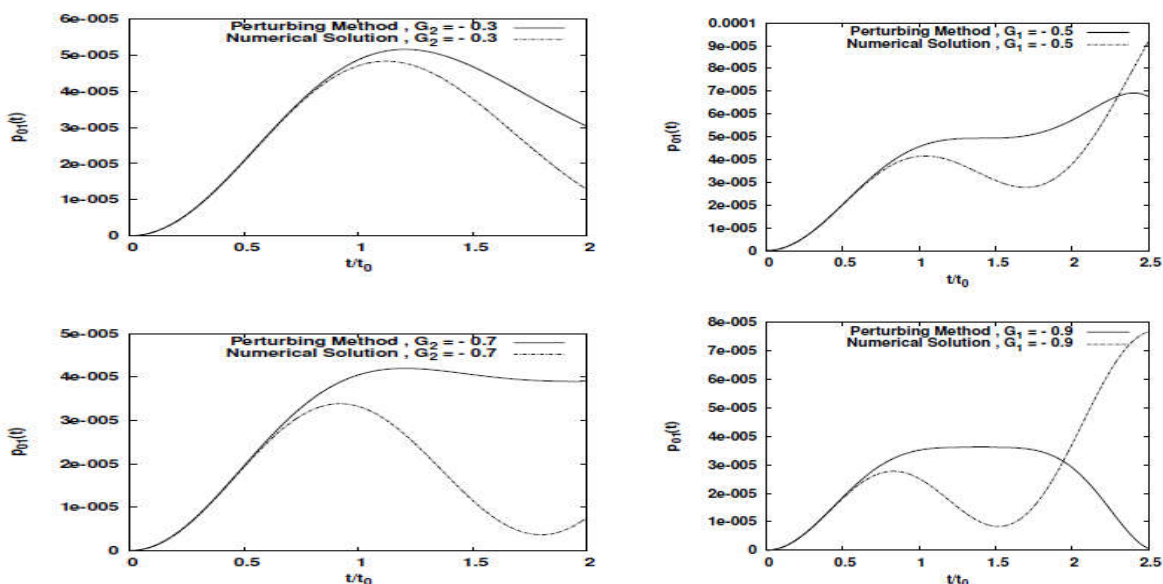 6e-005
5e-005
4e-005
3e-005
2e-005
1e-005
0
p01(t)
Perturbing Method , G2 = - 0.3
Numerical Solution , G2 = - 0.3
0 0.5 1 1.5 2
t/t0
0.0001
9e-005
8e-005
7e-005
6e-005
5e-005
4e-005
3e-005
2e-005
1e-005
0
p01(t)
Perturbing Method , G1 = - 0.5
Numerical Solution , G1 = - 0.5
0 0.5 1 1.5 2 2.5
t/t0
5e-005
4e-005
3e-005
2e-005
1e-005
0
p01(t)
Perturbing Method , G2 = - 0.7
Numerical Solution , G2 = - 0.7
0 0.5 1 1.5 2
t/t0
8e-005
7e-005
6e-005
5e-005
4e-005
3e-005
2e-005
1e-005
0
p01(t)
Perturbing Method , G1 = - 0.9
Numerical Solution , G1 = - 0.9
0 0.5 1 1.5 2 2.5
t/t0